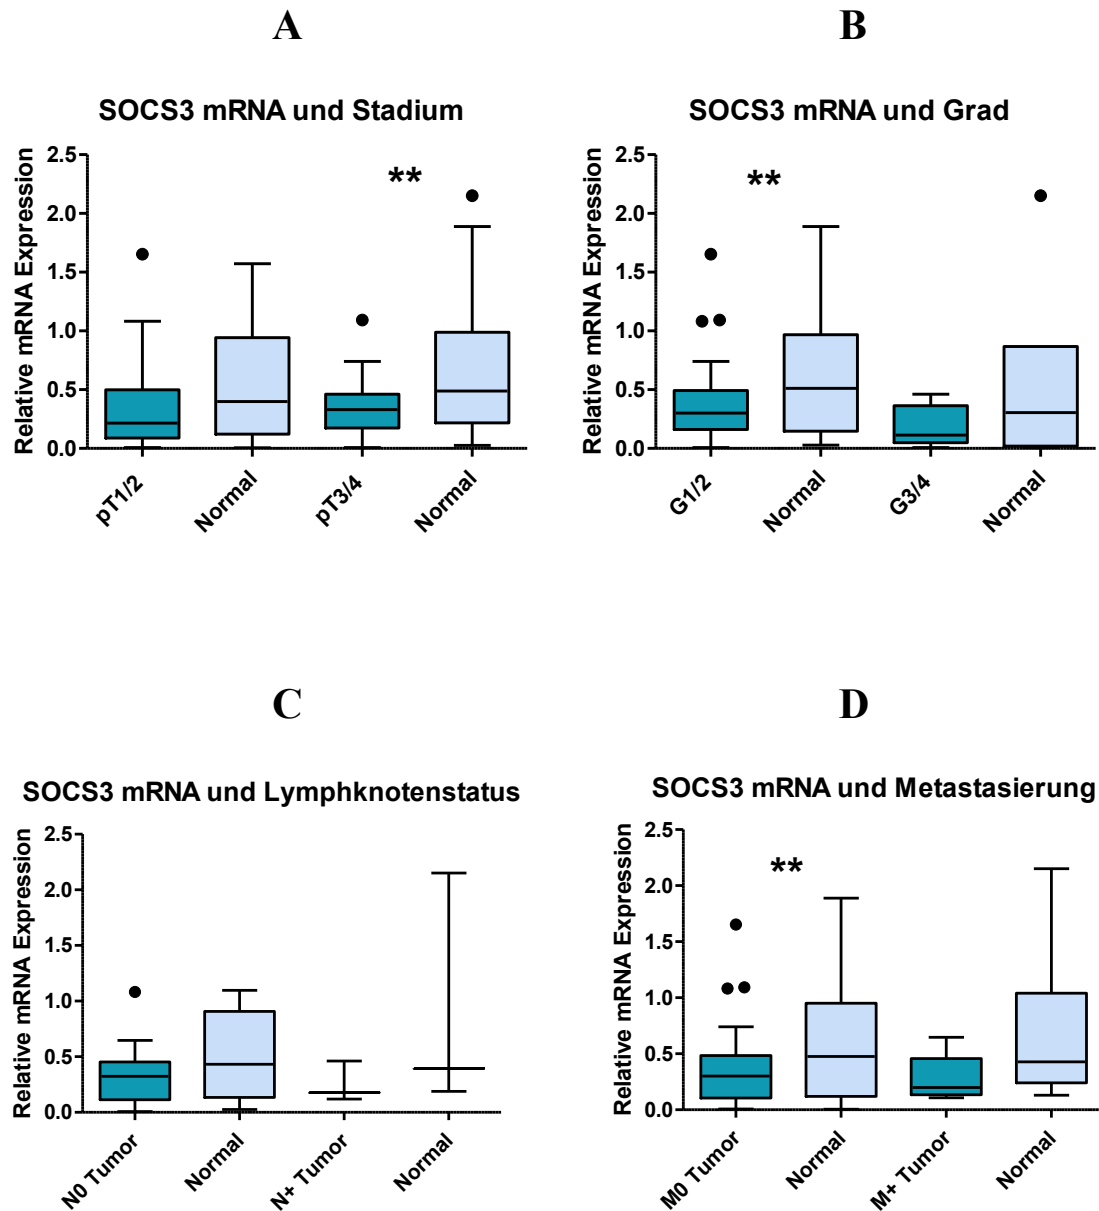 A
SOCS3 mRNA und Stadium
Relative mRNA Expression
2.5
2.0
1.5
1.0
0.5
0.0
**
pT1/2
Normal
pT3/4
Normal
B
SOCS3 mRNA und Grad
Relative mRNA Expression
2.5
2.0
1.5
1.0
0.5
0.0
**
G1/2
Normal
G3/4
Normal
C
SOCS3 mRNA und Lymphknotenstatus
Relative mRNA Expression
2.5
2.0
1.5
1.0
0.5
0.0
N0 Tumor
Normal
N+ Tumor
Normal
D
SOCS3 mRNA und Metastasierung
Relative mRNA Expression
2.5
2.0
1.5
1.0
0.5
0.0
**
M0 Tumor
Normal
M+ Tumor
Normal